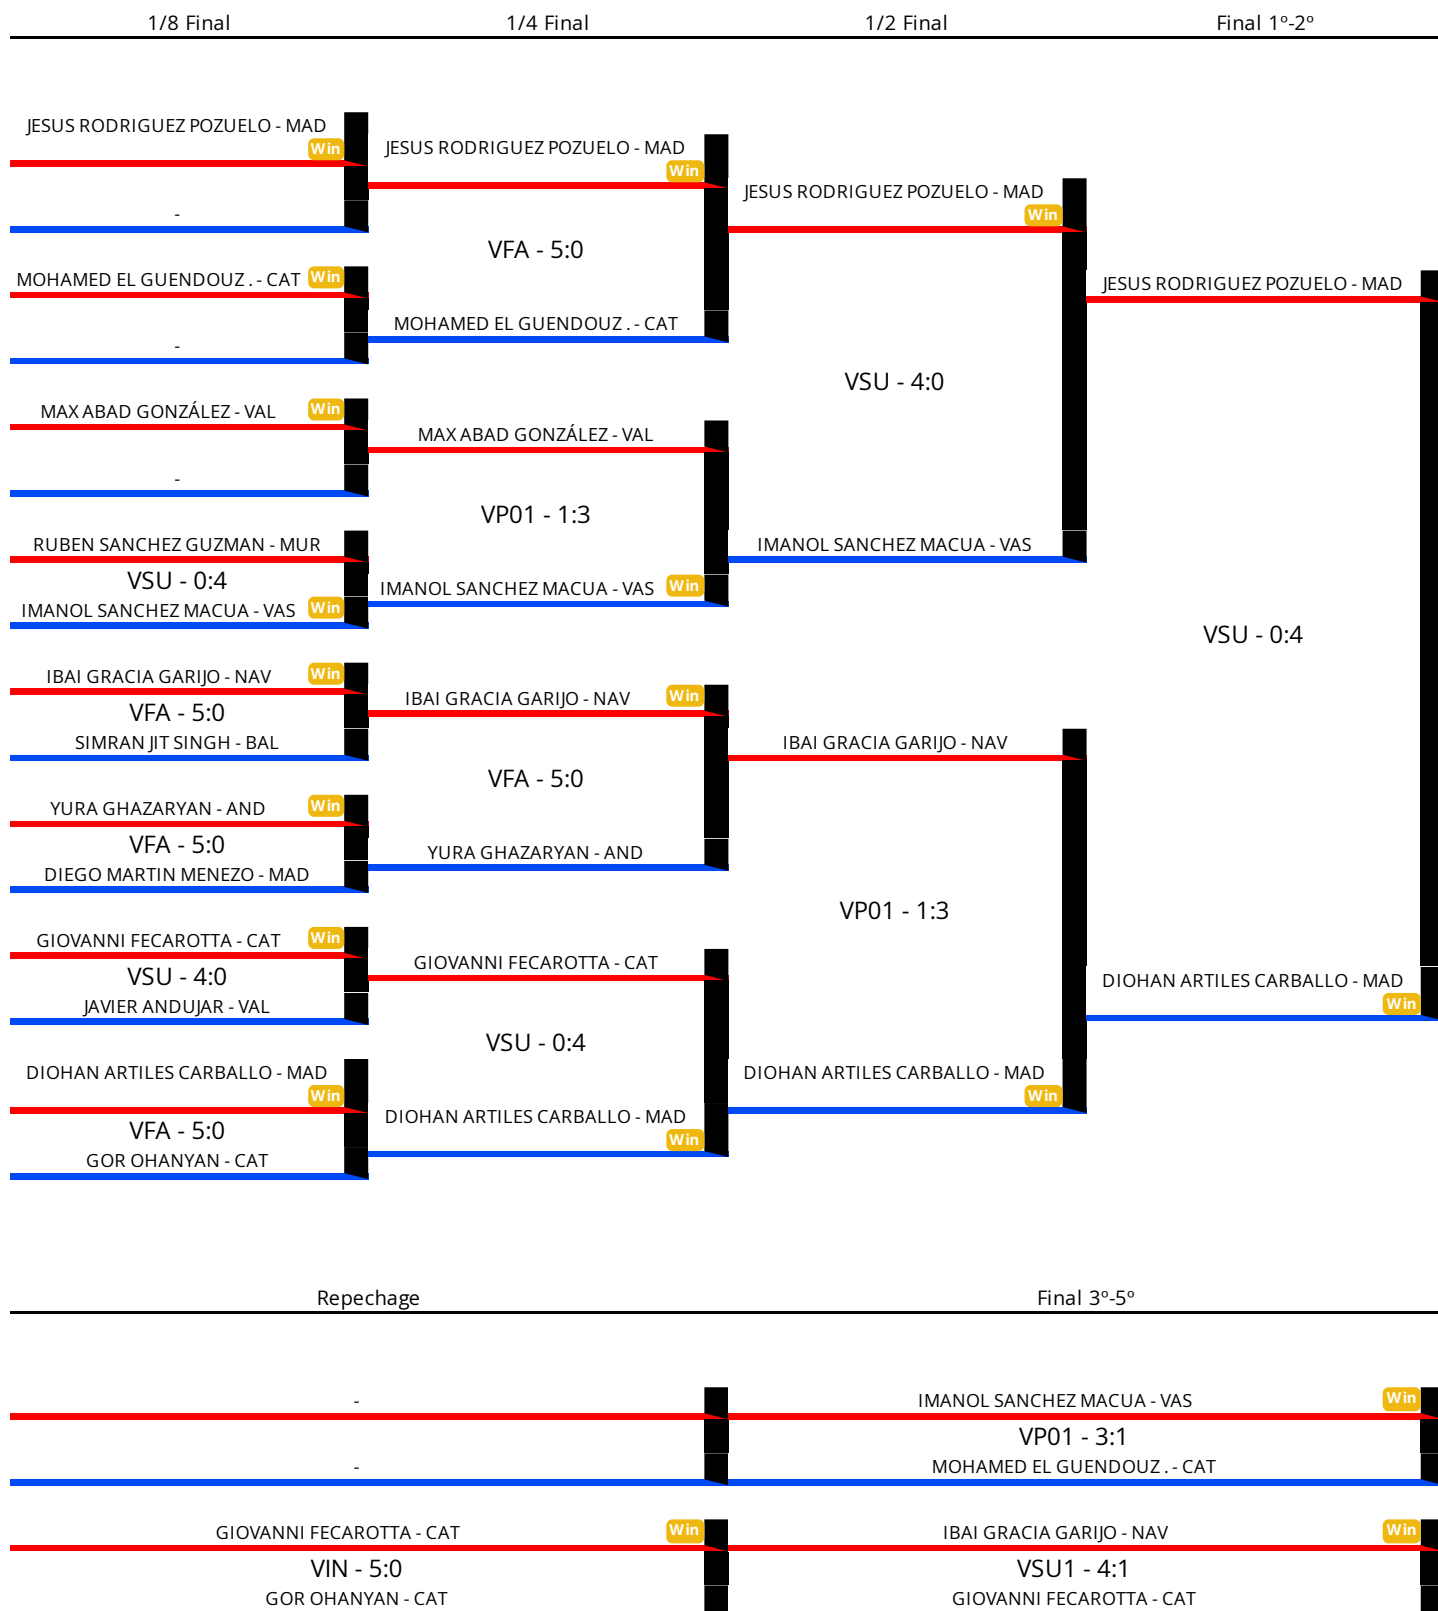 1/8 Final
1/4 Final
1/2 Final
Final 1º-2º
JESUS RODRIGUEZ POZUELO - MAD
Win
-
MOHAMED EL GUENDOUZ . - CAT
Win
-
MAX ABAD GONZÁLEZ - VAL
Win
-
RUBEN SANCHEZ GUZMAN - MUR
VSU - 0:4
IMANOL SANCHEZ MACUA - VAS
Win
IBAI GRACIA GARIJO - NAV
Win
VFA - 5:0
SIMRAN JIT SINGH - BAL
YURA GHAZARYAN - AND
Win
VFA - 5:0
DIEGO MARTIN MENEZO - MAD
GIOVANNI FECAROTTA - CAT
Win
VSU - 4:0
JAVIER ANDUJAR - VAL
DIOHAN ARTILES CARBALLO - MAD
Win
VFA - 5:0
GOR OHANYAN - CAT
JESUS RODRIGUEZ POZUELO - MAD
Win
VFA - 5:0
MOHAMED EL GUENDOUZ . - CAT
MAX ABAD GONZÁLEZ - VAL
VP01 - 1:3
IMANOL SANCHEZ MACUA - VAS
Win
IBAI GRACIA GARIJO - NAV
Win
VFA - 5:0
YURA GHAZARYAN - AND
GIOVANNI FECAROTTA - CAT
VSU - 0:4
DIOHAN ARTILES CARBALLO - MAD
Win
JESUS RODRIGUEZ POZUELO - MAD
Win
VSU - 4:0
IMANOL SANCHEZ MACUA - VAS
IBAI GRACIA GARIJO - NAV
VP01 - 1:3
DIOHAN ARTILES CARBALLO - MAD
Win
JESUS RODRIGUEZ POZUELO - MAD
VSU - 0:4
DIOHAN ARTILES CARBALLO - MAD
Win
Repechage
Final 3º-5º
-
-
GIOVANNI FECAROTTA - CAT
Win
VIN - 5:0
GOR OHANYAN - CAT
IMANOL SANCHEZ MACUA - VAS
Win
VP01 - 3:1
MOHAMED EL GUENDOUZ . - CAT
IBAI GRACIA GARIJO - NAV
Win
VSU1 - 4:1
GIOVANNI FECAROTTA - CAT